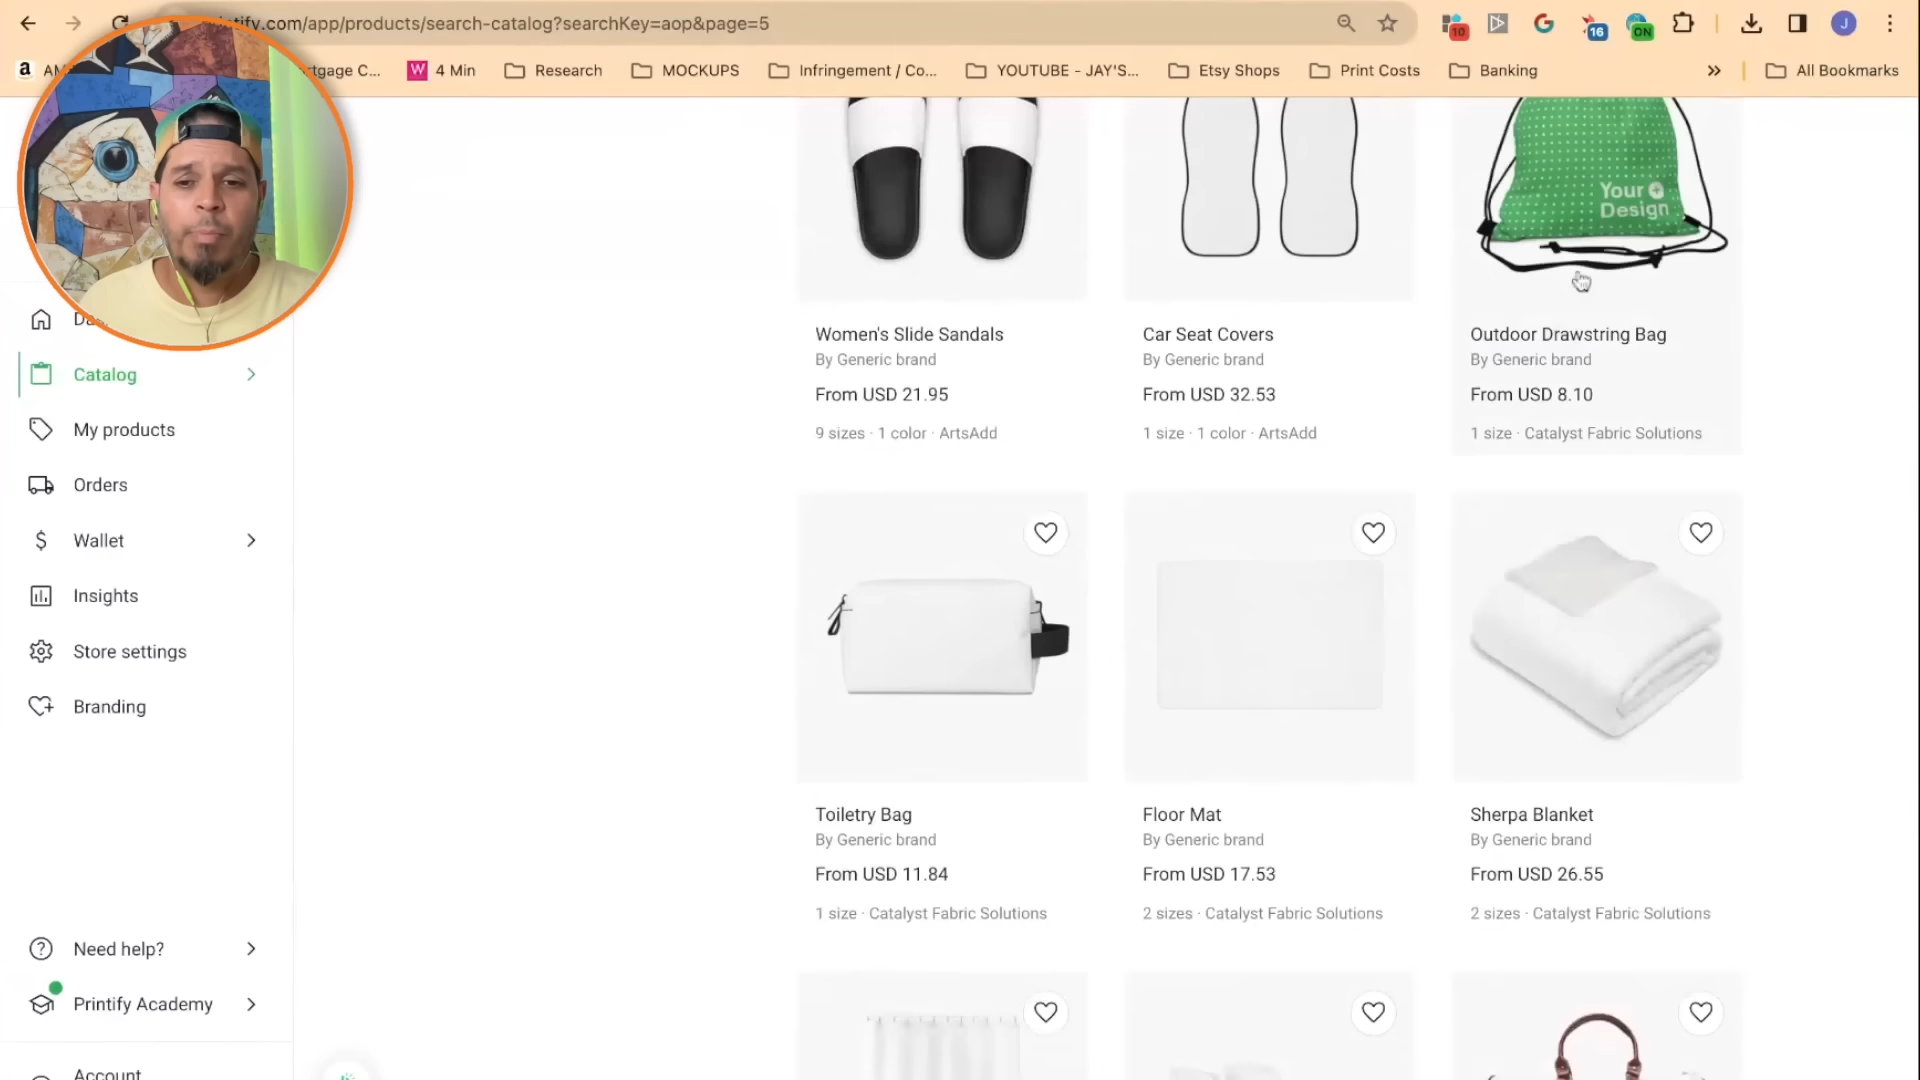 ntify.com/app/products/search-catalog?searchKey=aop&page=5
10
16
ON
J
a
rtgage C...
W 4 Min
Research
MOCKUPS
Infringement / Co...
YOUTUBE - JAY'S...
Etsy Shops
Print Costs
Banking
All Bookmarks
Catalog
My products
Orders
Wallet
Insights
Store settings
Branding
Need help?
Printify Academy
Account
Your
Design
Women's Slide Sandals
By Generic brand
From USD 21.95
9 sizes · 1 color · ArtsAdd
Car Seat Covers
By Generic brand
From USD 32.53
1 size · 1 color · ArtsAdd
Outdoor Drawstring Bag
By Generic brand
From USD 8.10
1 size · Catalyst Fabric Solutions
Toiletry Bag
By Generic brand
From USD 11.84
1 size · Catalyst Fabric Solutions
Floor Mat
By Generic brand
From USD 17.53
2 sizes · Catalyst Fabric Solutions
Sherpa Blanket
By Generic brand
From USD 26.55
2 sizes · Catalyst Fabric Solutions